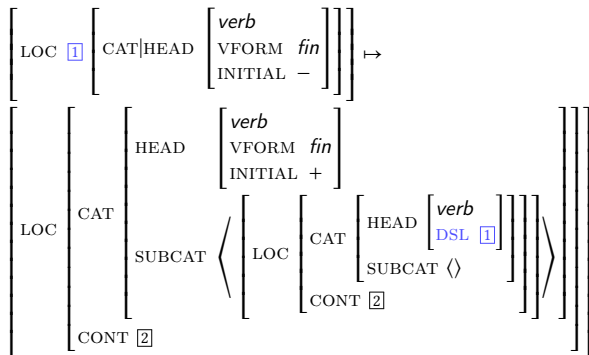 verb
LOC 1 CAT|HEAD VFORM fin ↦
INITIAL −
verb
HEAD VFORM fin
INITIAL +
CAT
verb
HEAD
DSL 1
CAT
LOC SUBCAT ⟨ LOC ⟩
SUBCAT ⟨⟩
CONT 2
CONT 2